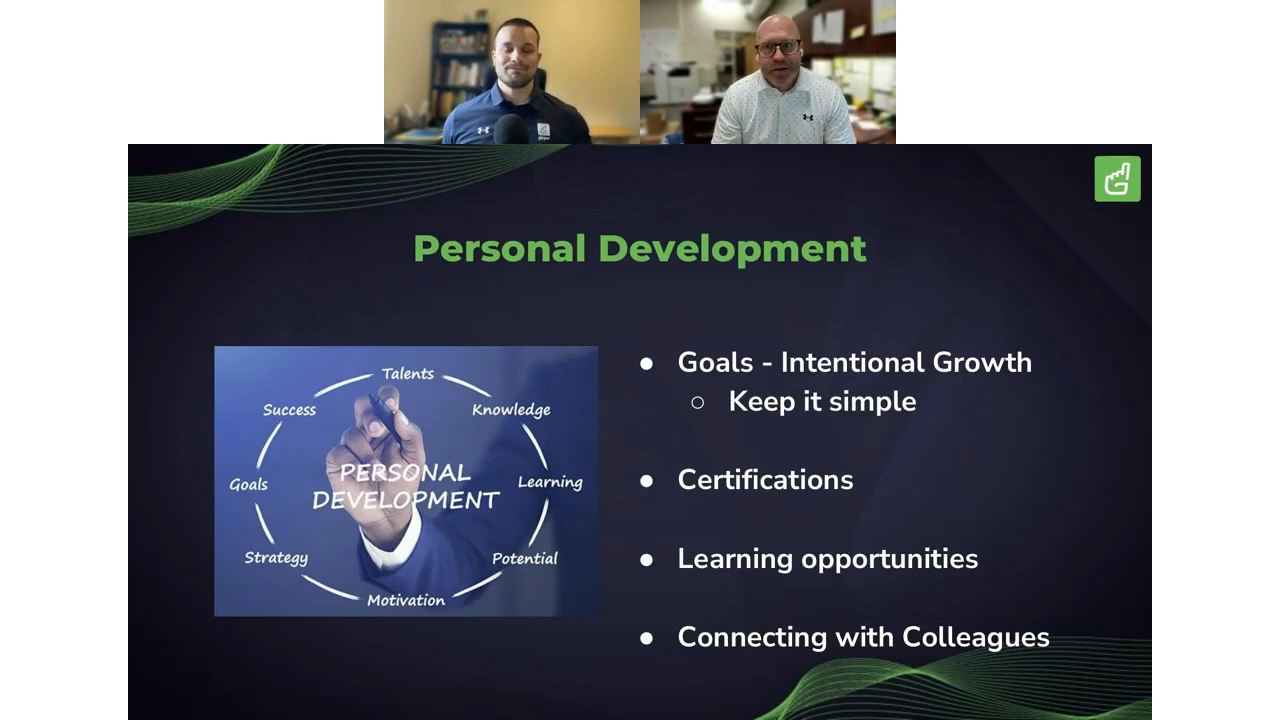 Personal Development
Talents
Success
Knowledge
Goals
PERSONAL
DEVELOPMENT
Learning
Strategy
Potential
Motivation
● Goals - Intentional Growth
○ Keep it simple
● Certifications
● Learning opportunities
● Connecting with Colleagues